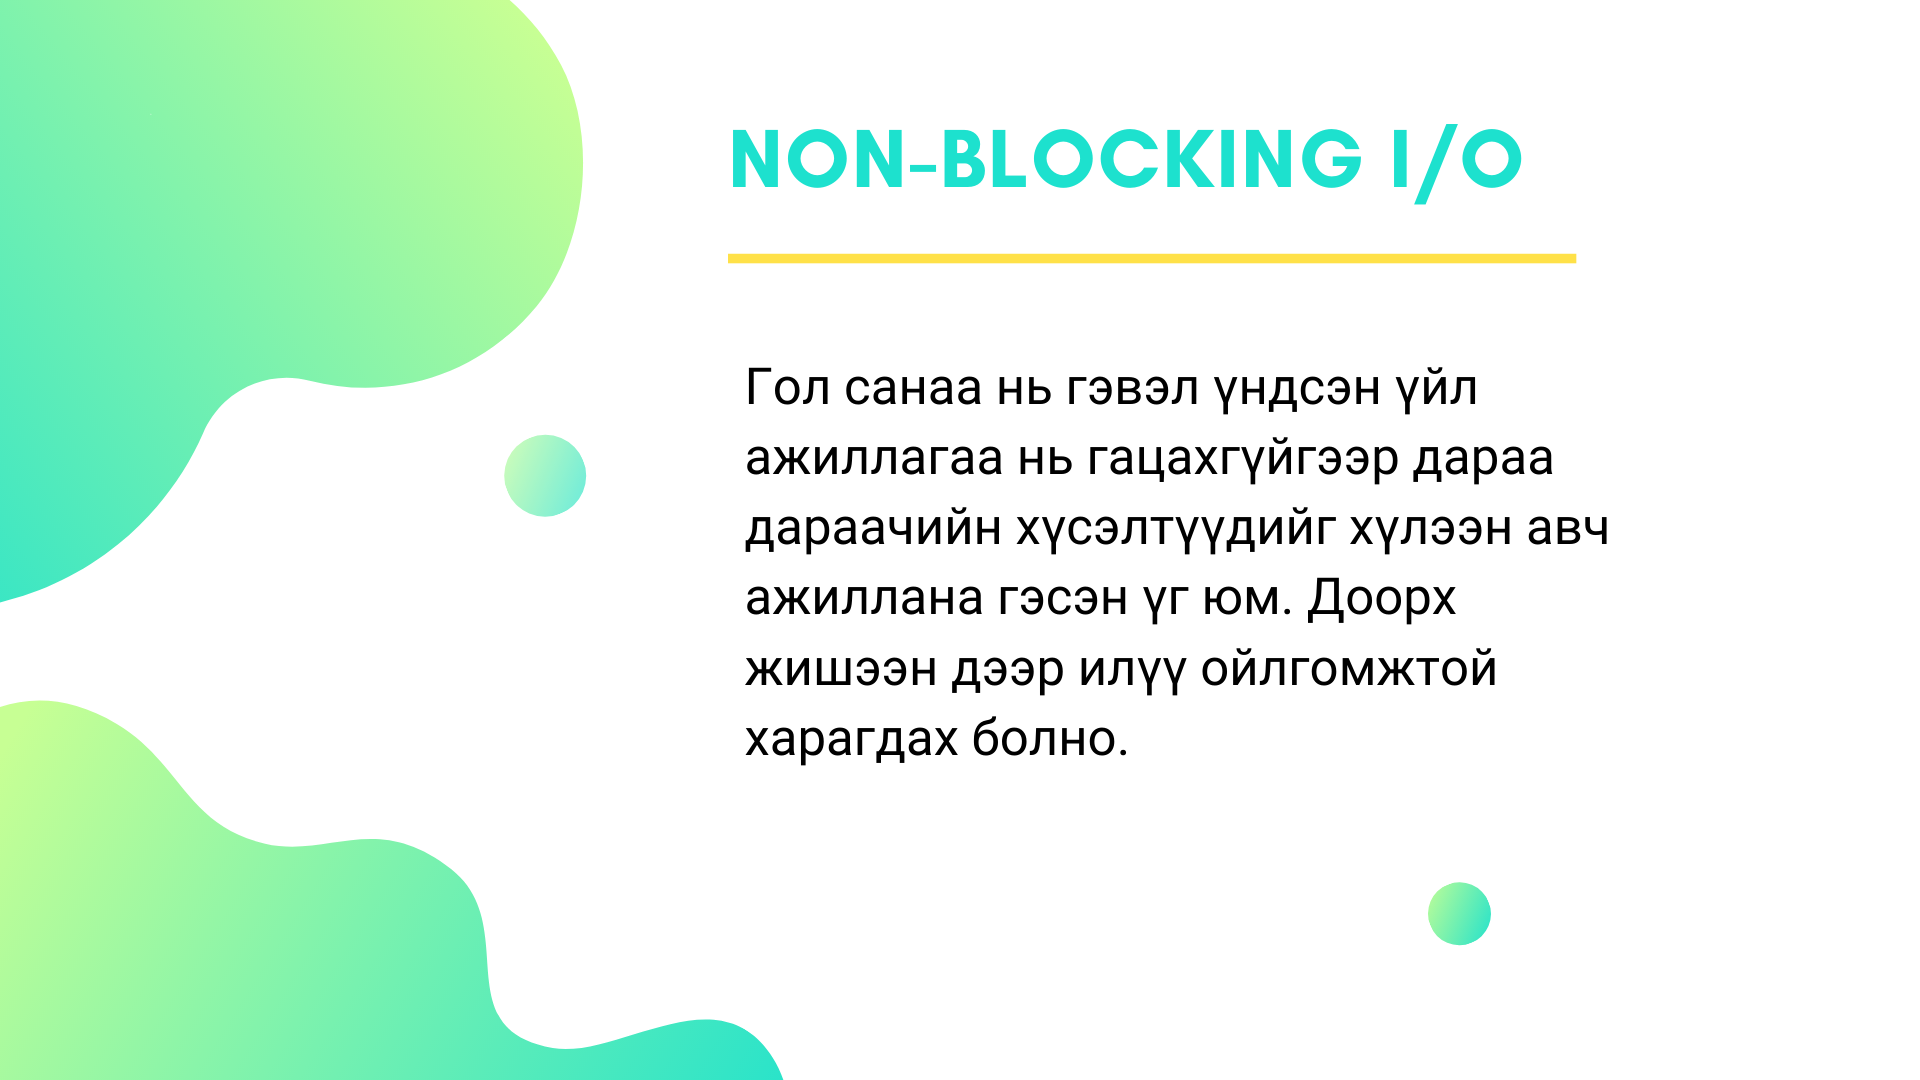 NON-BLOCKING I/O
Гол санаа нь гэвэл үндсэн үйл
ажиллагаа нь гацахгүйгээр дараа
дараачийн хүсэлтүүдийг хүлээн авч
ажиллана гэсэн үг юм. Доорх
жишээн дээр илүү ойлгомжтой
харагдах болно.